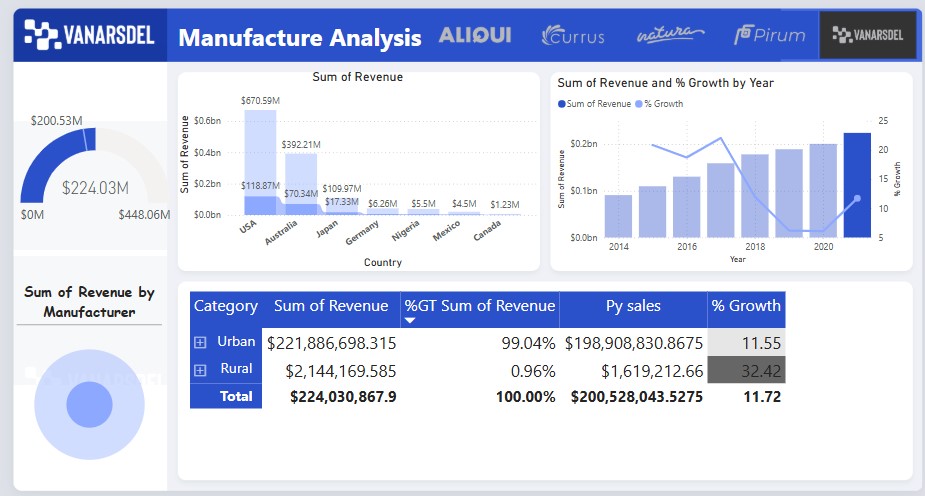 VANARSDEL
Manufacture Analysis
ALIQUI
Currus
natura
Pirum
VANARSDEL
$200.53M
$224.03M
$0M
$448.06M
Sum of Revenue by
Manufacturer
VANARSDEL
Sum of Revenue
Sum of Revenue
$0.6bn
$0.4bn
$0.2bn
$0.0bn
$670.59M
$392.21M
$118.87M
$70.34M
$109.97M
$17.33M
$6.26M
$5.5M
$4.5M
$1.23M
USA
Australia
Japan
Germany
Nigeria
Mexico
Canada
Country
Sum of Revenue and % Growth by Year
Sum of Revenue % Growth
Sum of Revenue
$0.2bn
$0.1bn
$0.0bn
2014
2016
2018
2020
Year
25
20
15
10
5
% Growth
Category Sum of Revenue %GT Sum of Revenue Py sales % Growth
Urban $221,886,698.315 99.04% $198,908,830.8675 11.55
Rural $2,144,169.585 0.96% $1,619,212.66 32.42
Total $224,030,867.9 100.00% $200,528,043.5275 11.72